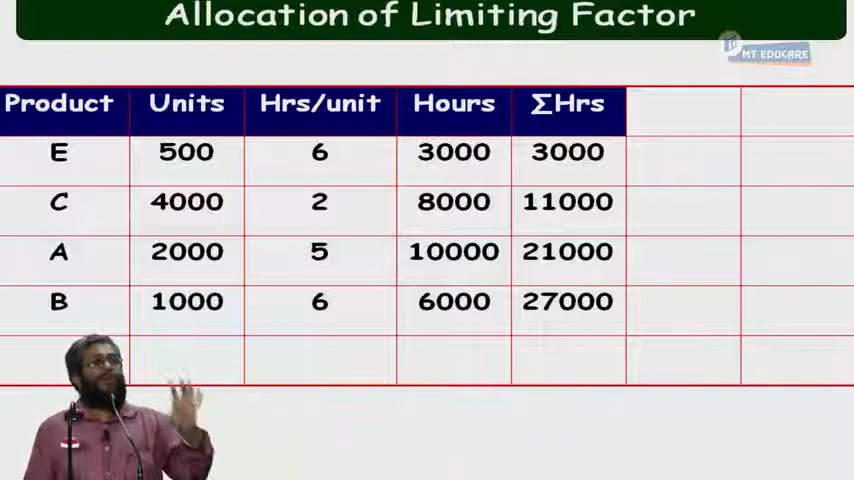 Allocation of Limiting Factor
MT EDUCARE
Product Units Hrs/unit Hours ∑Hrs
E 500 6 3000 3000
C 4000 2 8000 11000
A 2000 5 10000 21000
B 1000 6 6000 27000